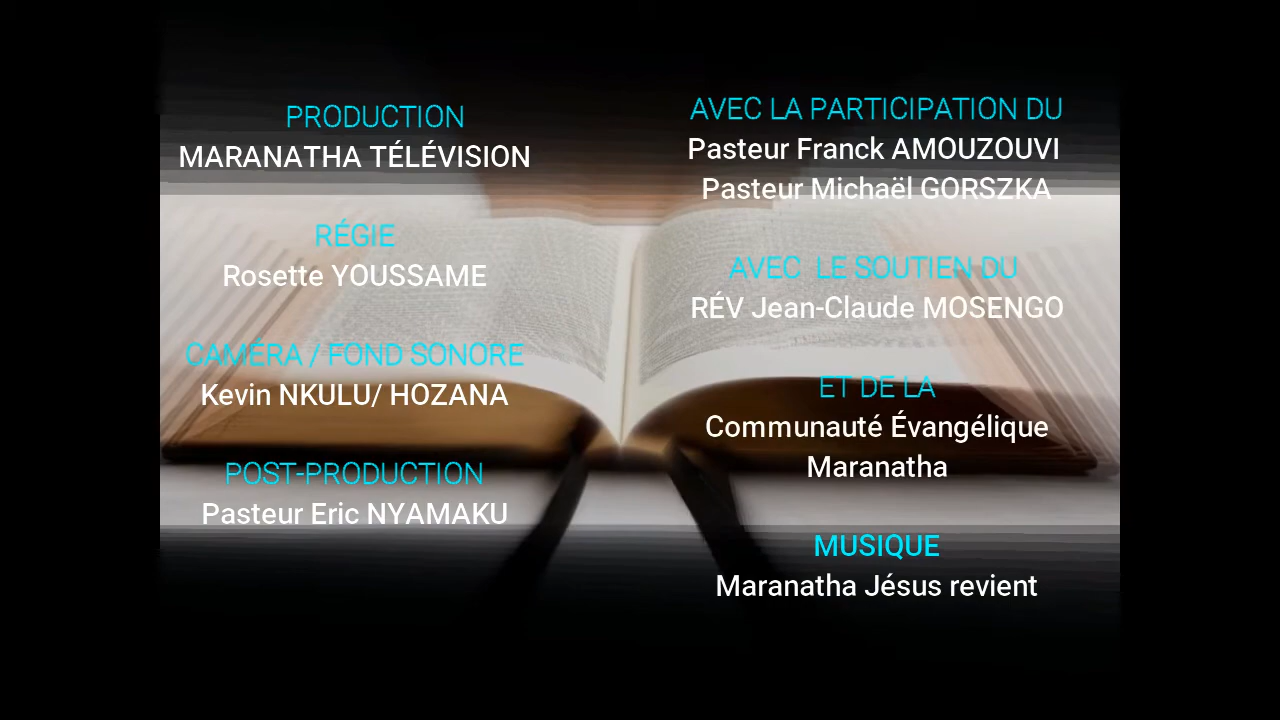 PRODUCTION
MARANATHA TÉLÉVISION
RÉGIE
Rosette YOUSSAME
CAMÉRA / FOND SONORE
Kevin NKULU/ HOZANA
POST-PRODUCTION
Pasteur Eric NYAMAKU
AVEC LA PARTICIPATION DU
Pasteur Franck AMOUZOUVI
Pasteur Michaël GORSZKA
AVEC  LE SOUTIEN DU
RÉV Jean-Claude MOSENGO
ET DE LA
Communauté Évangélique
Maranatha
MUSIQUE
Maranatha Jésus revient